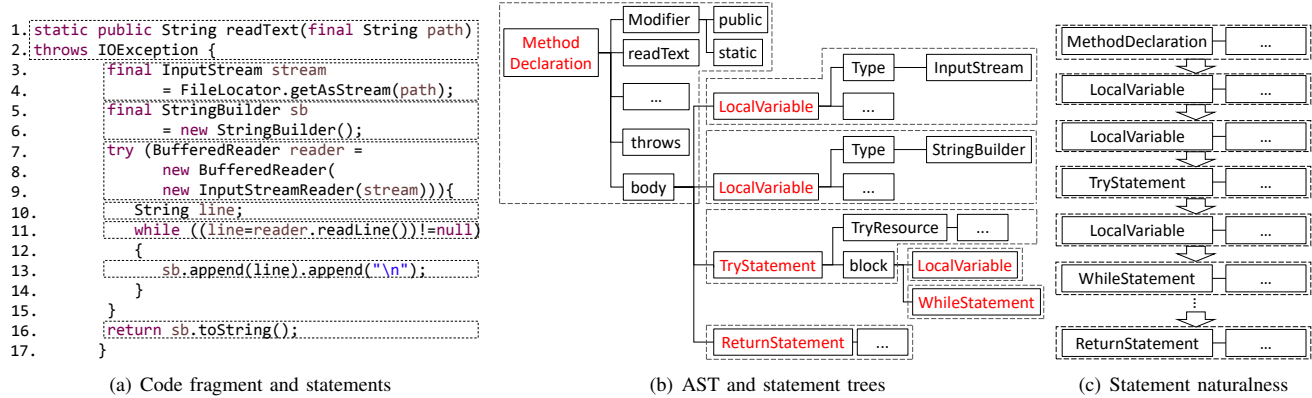 1. static public String readText(final String path)
2. throws IOException {
3. final InputStream stream
4. = FileLocator.getAsStream(path);
5. final StringBuilder sb
6. = new StringBuilder();
7. try (BufferedReader reader =
8. new BufferedReader(
9. new InputStreamReader(stream))){
10. String line;
11. while ((line=reader.readLine())!=null)
12. {
13. sb.append(line).append("\n");
14. }
15. }
16. return sb.toString();
17. }
(a) Code fragment and statements
Method
Declaration
Modifier
public
static
readText
...
throws
body
LocalVariable
Type
InputStream
...
LocalVariable
Type
StringBuilder
...
TryStatement
TryResource
...
block
LocalVariable
WhileStatement
ReturnStatement
...
(b) AST and statement trees
MethodDeclaration ...
LocalVariable ...
LocalVariable ...
TryStatement ...
LocalVariable ...
WhileStatement ...
ReturnStatement ...
(c) Statement naturalness